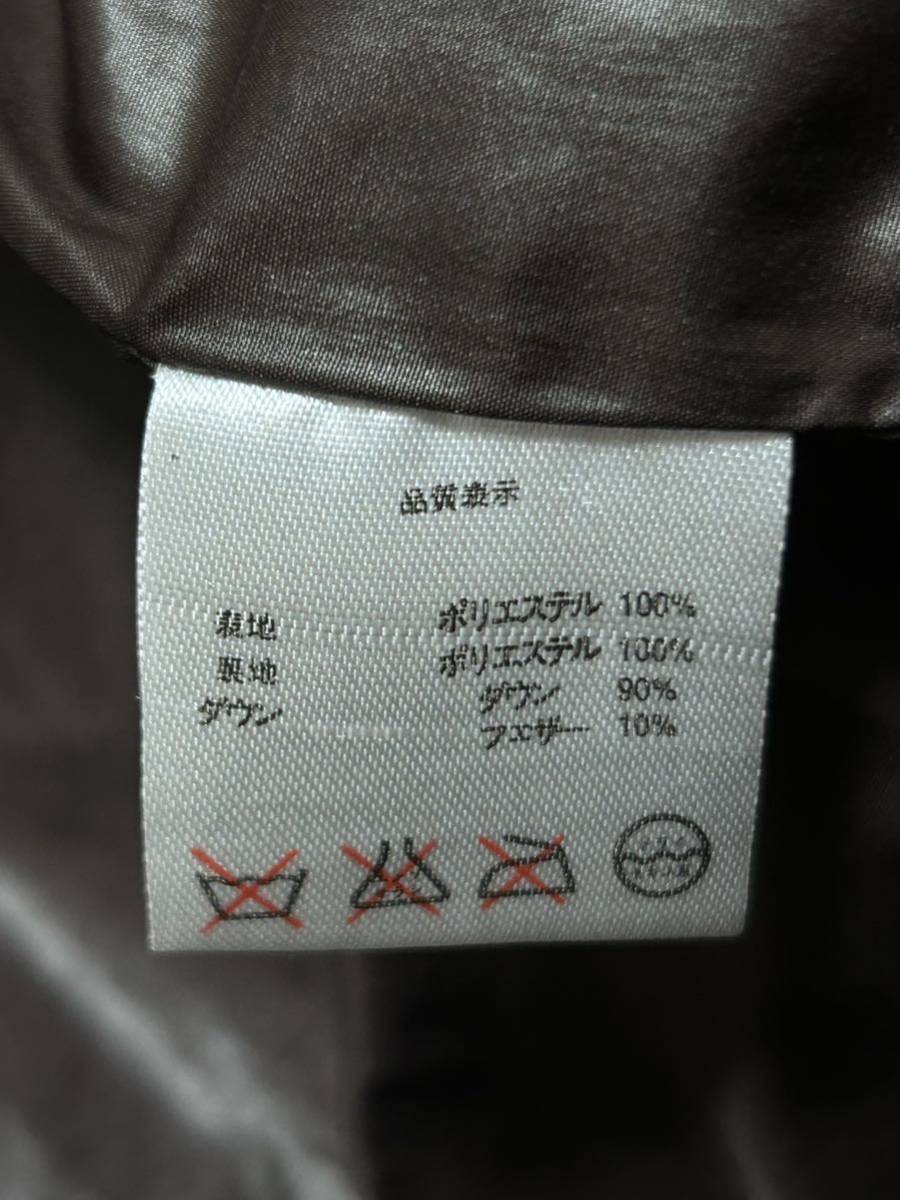 品質表示
表地 ポリエステル 100%
裏地 ポリエステル 100%
ダウン ダウン 90%
フェザー 10%